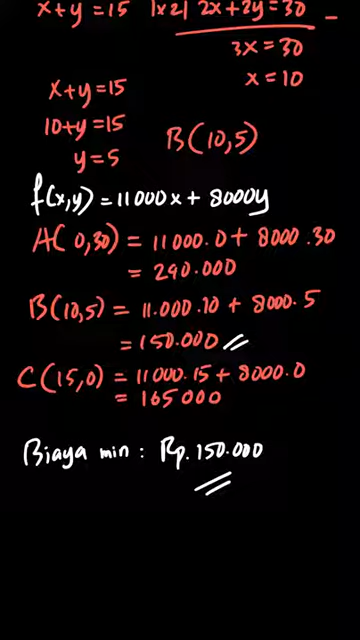 x+y=15 |x2| 2x+2y=30 –
3x=30
x=10
x+y=15
10+y=15
y=5
B(10,5)
f(x,y)=11000x+8000y
A(0,30)=11000.0+8000.30
=240.000
B(10,5)=11.000.10+8000.5
=150.000
C(15,0)=11000.15+8000.0
=165000
Biaya min: Rp.150.000